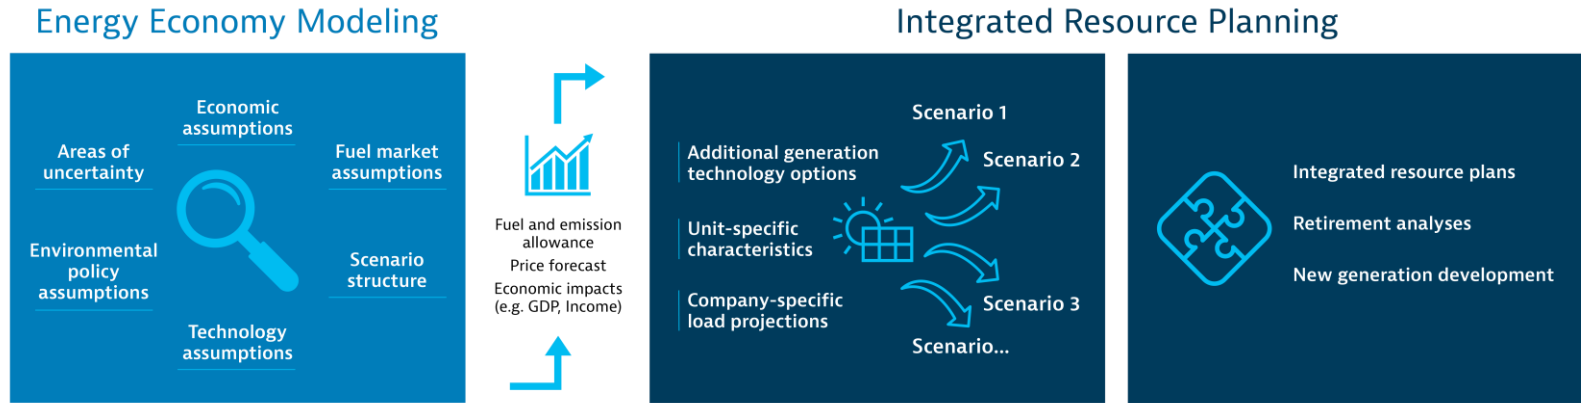 Energy Economy Modeling
Economic
assumptions
Areas of
uncertainty
Fuel market
assumptions
Environmental
policy
assumptions
Scenario
structure
Technology
assumptions
Fuel and emission
allowance
Price forecast
Economic impacts
(e.g. GDP, Income)
Integrated Resource Planning
Additional generation
technology options
Unit-specific
characteristics
Company-specific
load projections
Scenario 1
Scenario 2
Scenario 3
Scenario...
Integrated resource plans
Retirement analyses
New generation development